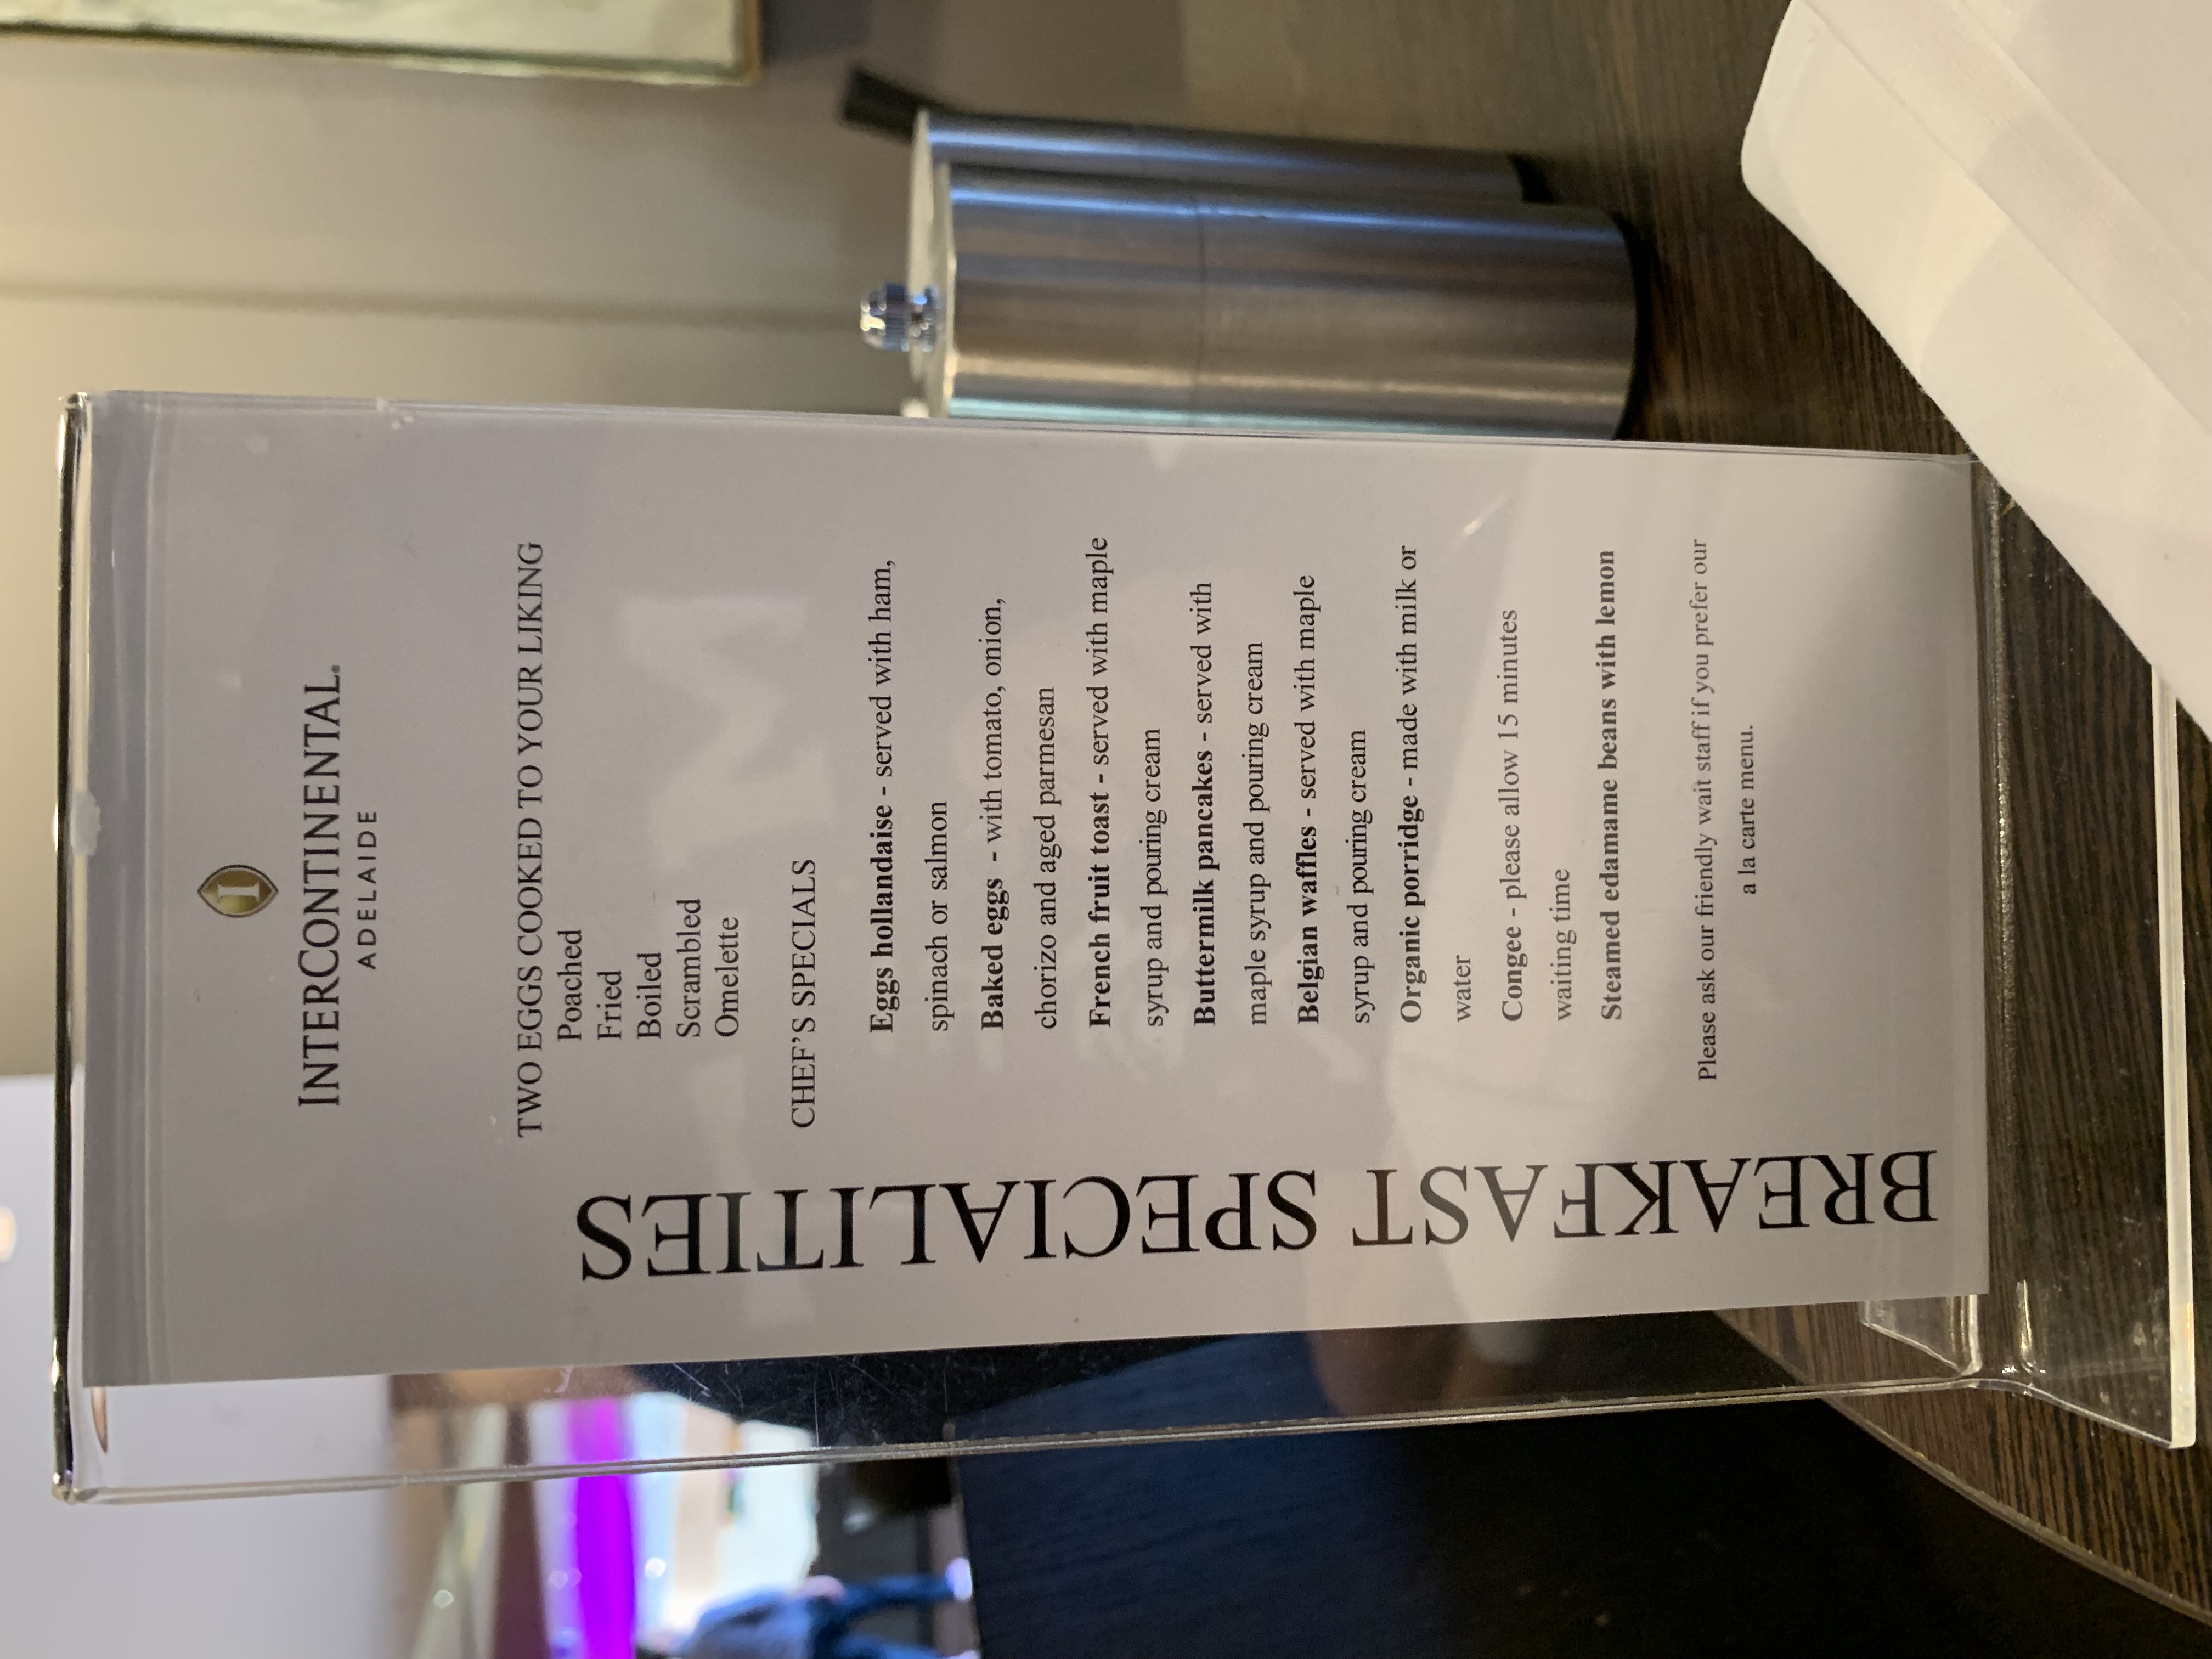 I
INTERCONTINENTAL.
ADELAIDE
TWO EGGS COOKED TO YOUR LIKING
Poached
Fried
Boiled
Scrambled
Omelette
CHEF'S SPECIALS
Eggs hollandaise - served with ham,
spinach or salmon
Baked eggs - with tomato, onion,
chorizo and aged parmesan
French fruit toast - served with maple
syrup and pouring cream
Buttermilk pancakes - served with
maple syrup and pouring cream
Belgian waffles - served with maple
syrup and pouring cream
Organic porridge - made with milk or
water
Congee - please allow 15 minutes
waiting time
Steamed edamame beans with lemon
Please ask our friendly wait staff if you prefer our
a la carte menu.
BREAKFAST SPECIALITIES